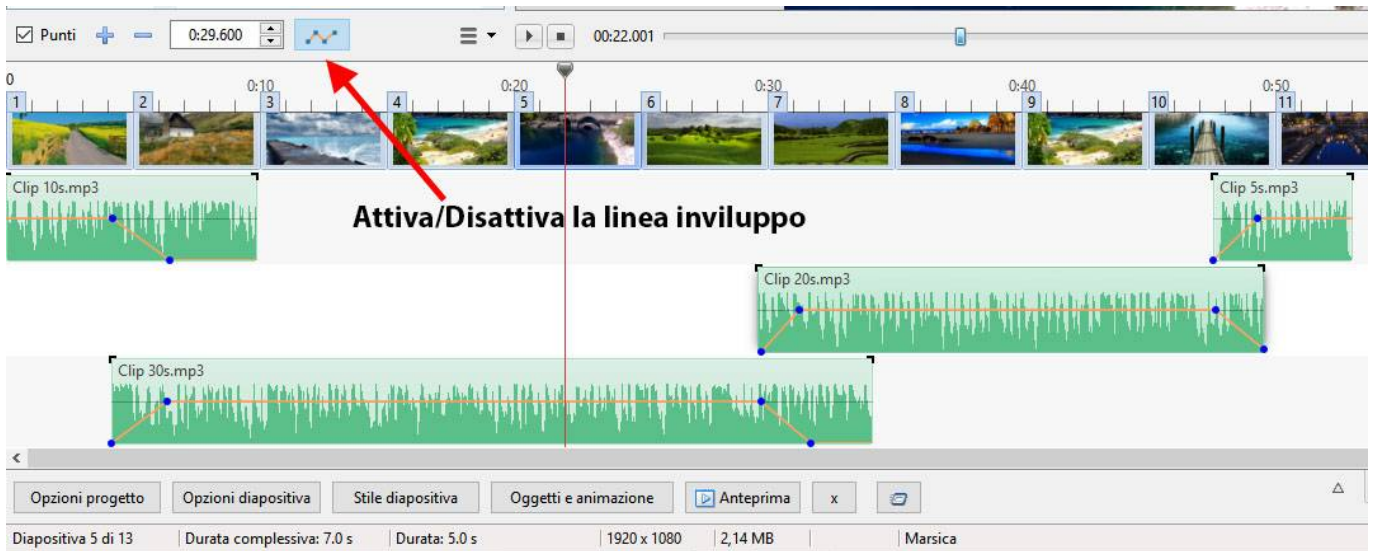 Punti 0:29.600 00:22.001
0 0:10 0:20 0:30 0:40 0:50
1 2 3 4 5 6 7 8 9 10 11
Clip 10s.mp3 Clip 5s.mp3
Attiva/Disattiva la linea inviluppo
Clip 20s.mp3
Clip 30s.mp3
Opzioni progetto Opzioni diapositiva Stile diapositiva Oggetti e animazione Anteprima x
Diapositiva 5 di 13 Durata complessiva: 7.0 s Durata: 5.0 s 1920 x 1080 2,14 MB Marsica